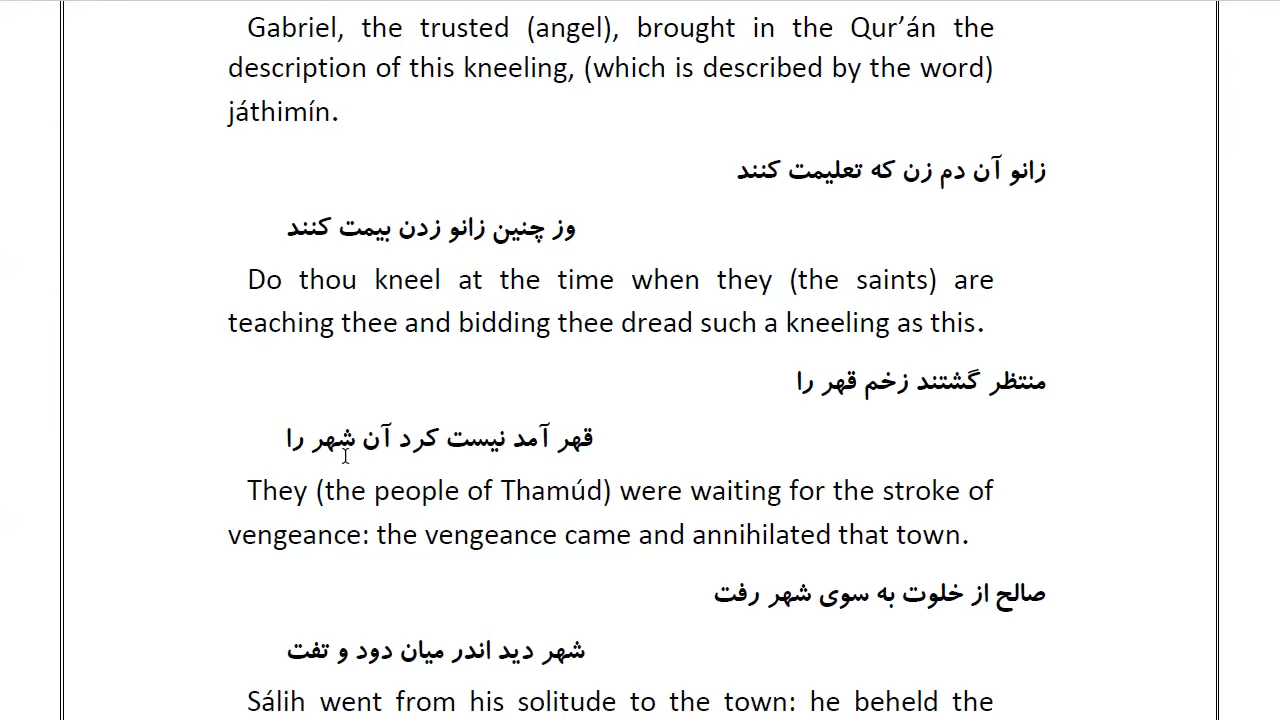 Gabriel, the trusted (angel), brought in the Qur’án the
description of this kneeling, (which is described by the word)
játhimín.
زانو آن دم زن که تعلیمت کنند
وز چنین زانو زدن بیمت کنند
Do thou kneel at the time when they (the saints) are
teaching thee and bidding thee dread such a kneeling as this.
منتظر گشتند زخم قهر را
قهر آمد نیست کرد آن شهر را
They (the people of Thamúd) were waiting for the stroke of
vengeance: the vengeance came and annihilated that town.
صالح از خلوت به سوی شهر رفت
شهر دید اندر میان دود و تفت
Sálih went from his solitude to the town: he beheld the